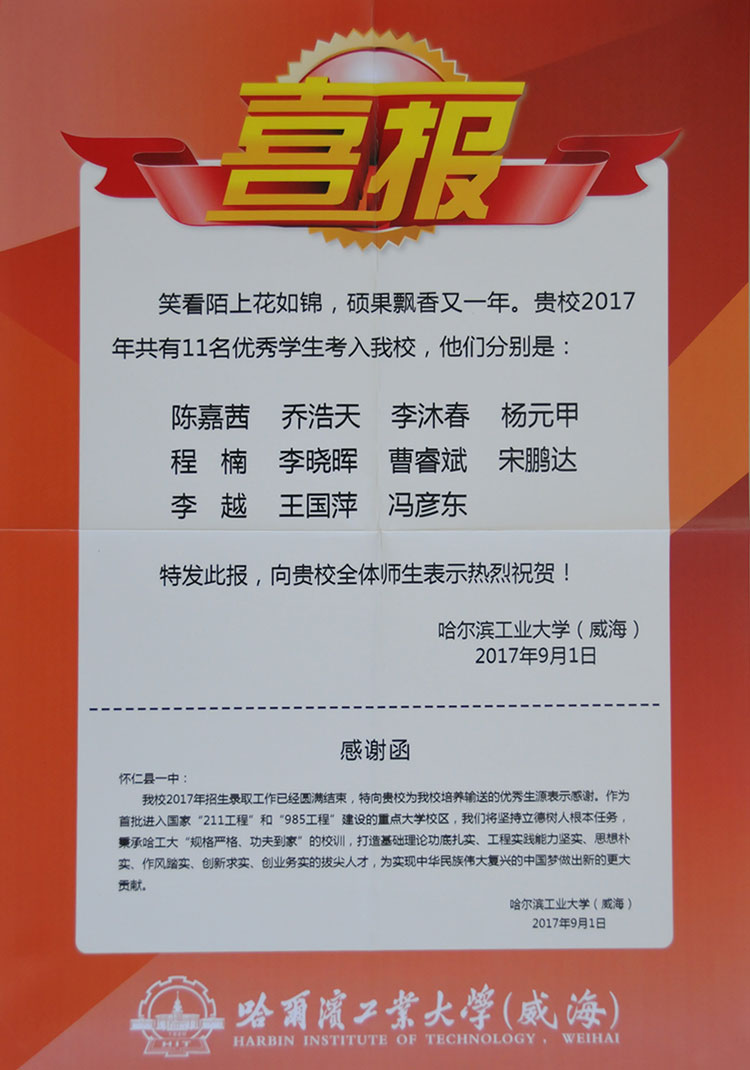 喜报
笑看陌上花如锦，硕果飘香又一年。贵校2017
年共有11名优秀学生考入我校，他们分别是：
陈嘉茜 乔浩天 李沐春 杨元甲
程 楠 李晓晖 曹睿斌 宋鹏达
李 越 王国萍 冯彦东
特发此报，向贵校全体师生表示热烈祝贺！
哈尔滨工业大学（威海）
2017年9月1日
感谢函
怀仁县一中：
我校2017年招生录取工作已经圆满结束，特向贵校为我校培养输送的优秀生源表示感谢。作为
首批进入国家“211工程”和“985工程”建设的重点大学校区，我们将坚持立德树人根本任务，
秉承哈工大“规格严格、功夫到家”的校训，打造基础理论功底扎实、工程实践能力坚实、思想朴
实、作风踏实、创新求实、创业务实的拔尖人才，为实现中华民族伟大复兴的中国梦做出新的更大
贡献。
哈尔滨工业大学（威海）
2017年9月1日
哈爾濱工業大學(威海)
HARBIN INSTITUTE OF TECHNOLOGY，WEIHAI
HIT